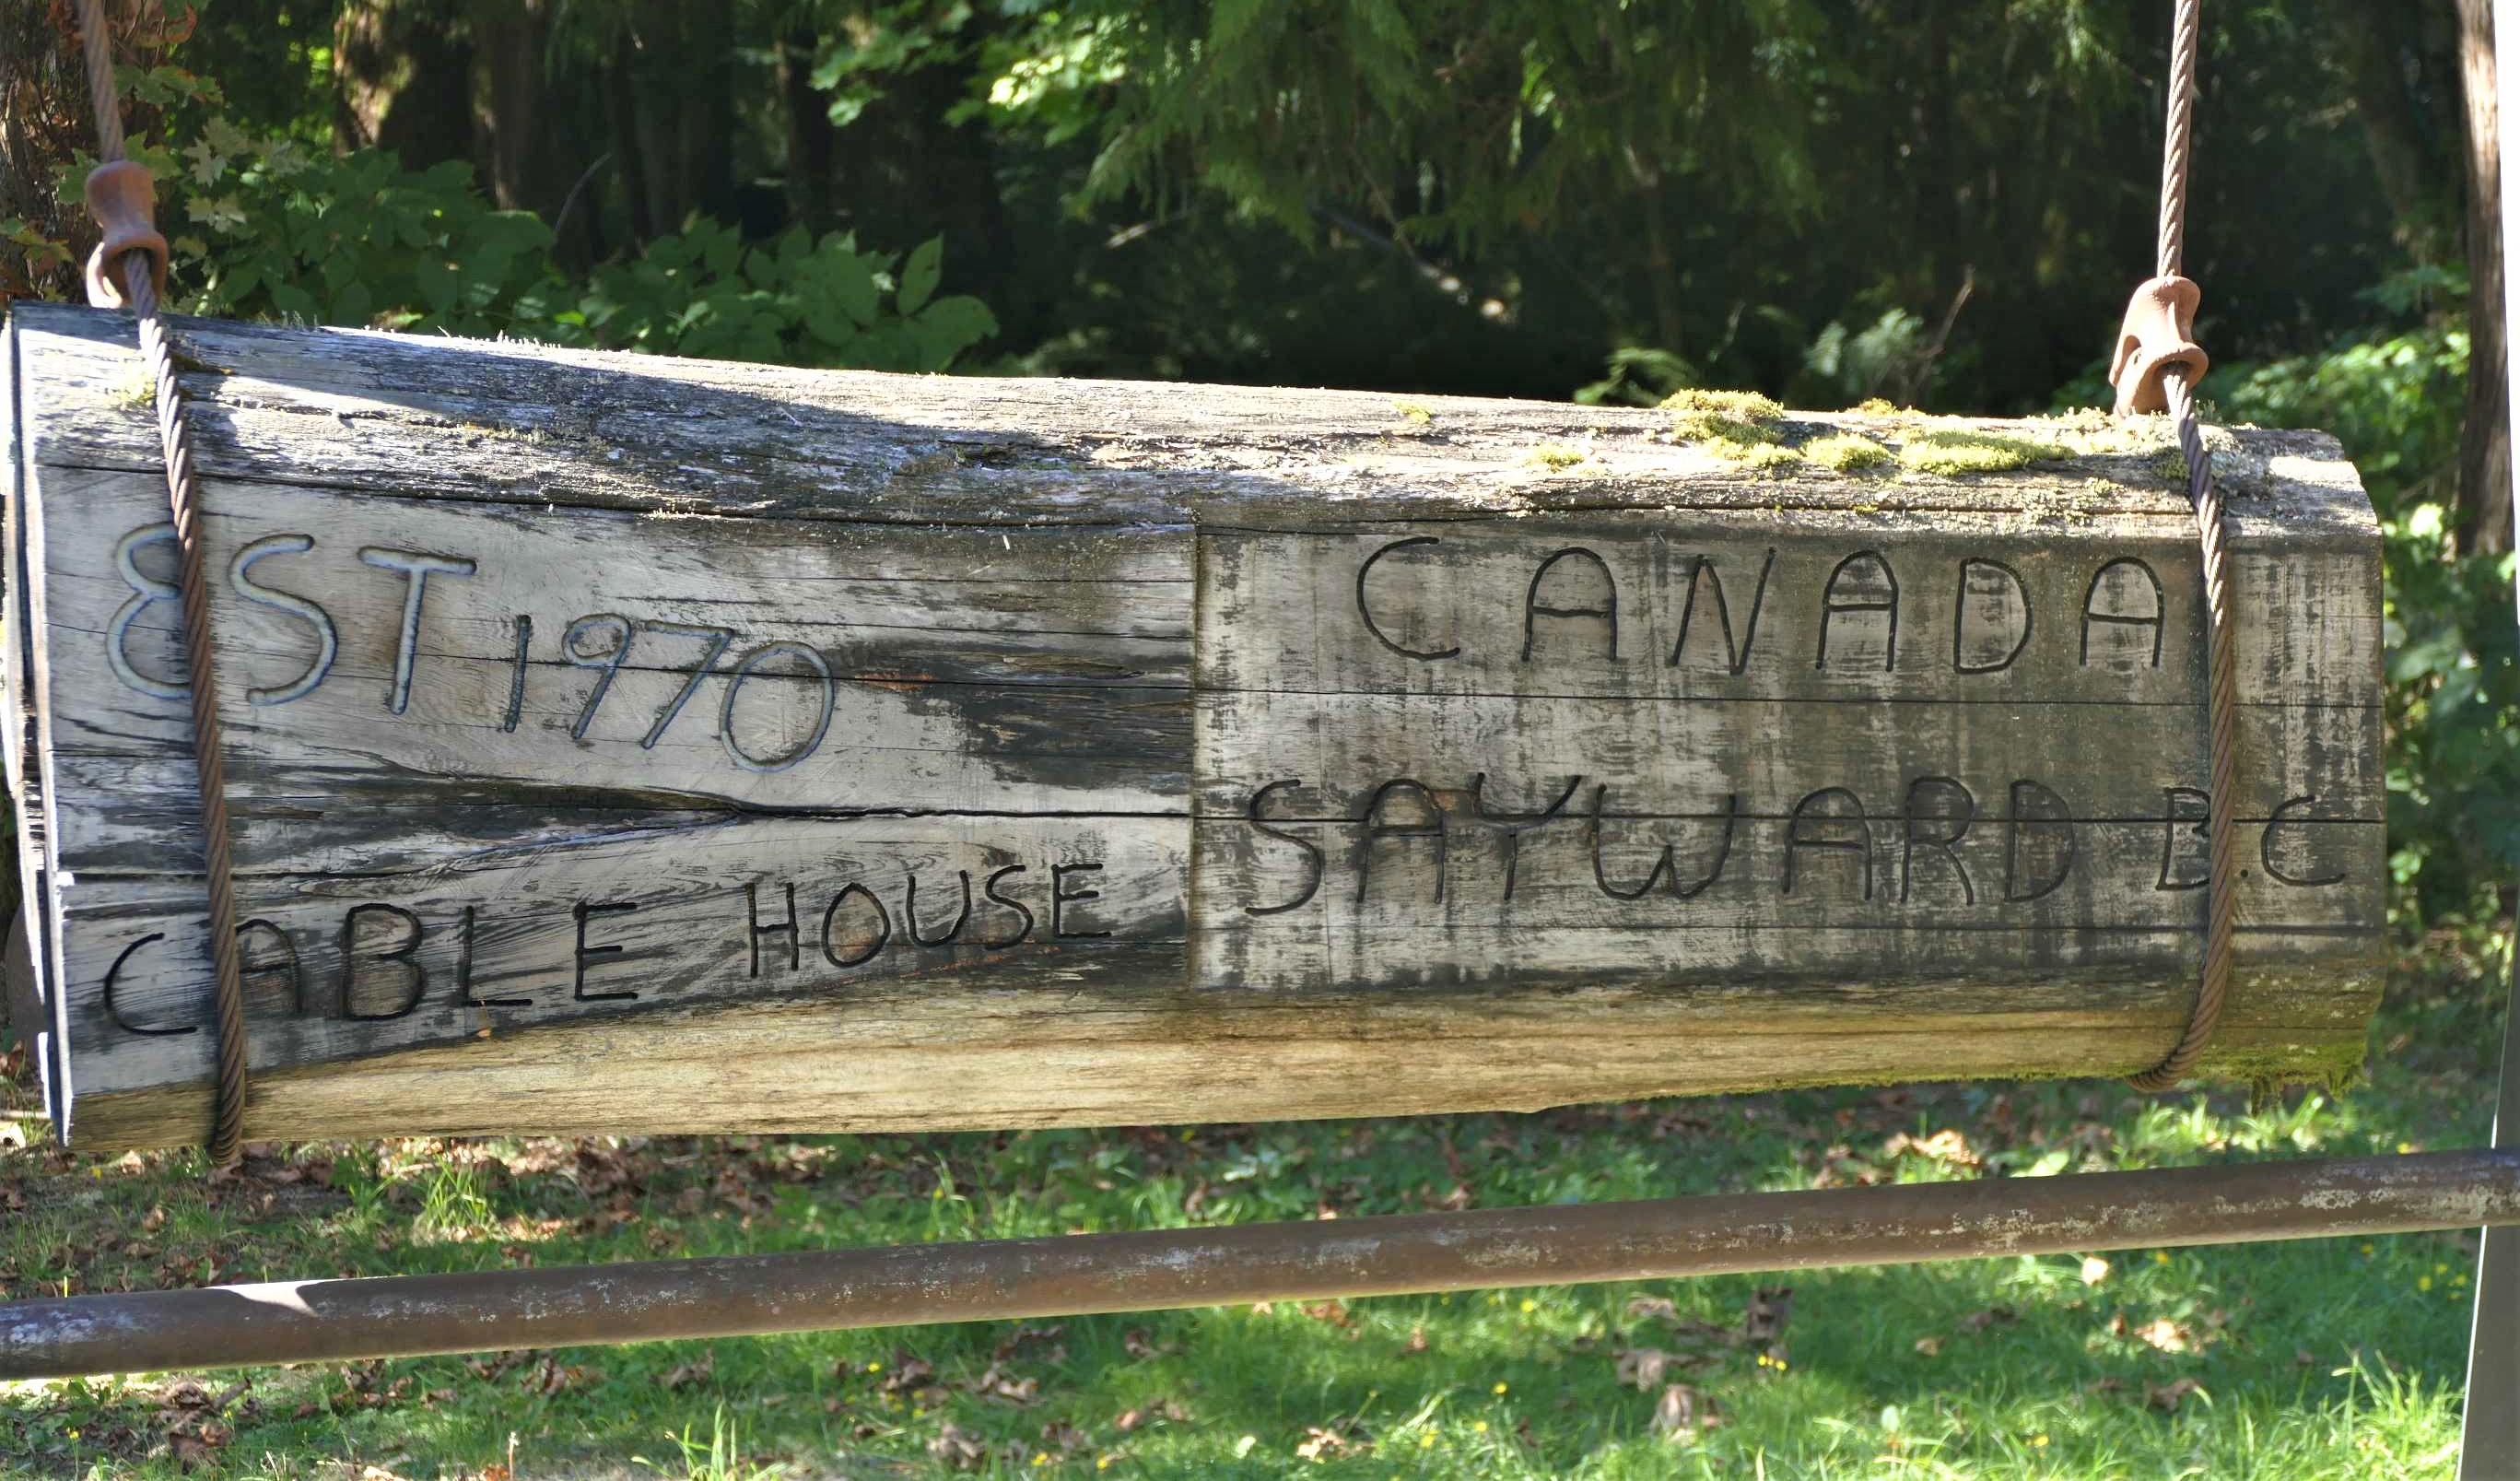 EST 1970
CABLE HOUSE
CANADA
SAYWARD B.C